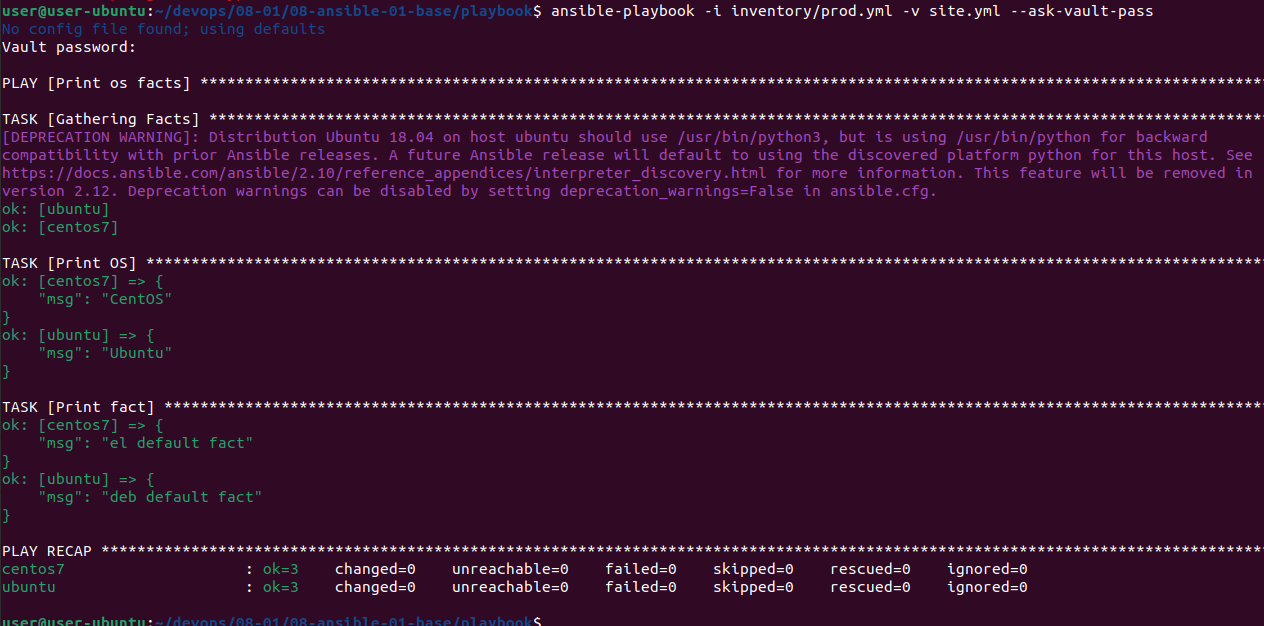 user@user-ubuntu:~/devops/08-01/08-ansible-01-base/playbook$ ansible-playbook -i inventory/prod.yml -v site.yml --ask-vault-pass
No config file found; using defaults
Vault password:
PLAY [Print os facts] **********************************************************************************************************************
TASK [Gathering Facts] *********************************************************************************************************************
[DEPRECATION WARNING]: Distribution Ubuntu 18.04 on host ubuntu should use /usr/bin/python3, but is using /usr/bin/python for backward
compatibility with prior Ansible releases. A future Ansible release will default to using the discovered platform python for this host. See
https://docs.ansible.com/ansible/2.10/reference_appendices/interpreter_discovery.html for more information. This feature will be removed in
version 2.12. Deprecation warnings can be disabled by setting deprecation_warnings=False in ansible.cfg.
ok: [ubuntu]
ok: [centos7]
TASK [Print OS] ****************************************************************************************************************************
ok: [centos7] => {
    "msg": "CentOS"
}
ok: [ubuntu] => {
    "msg": "Ubuntu"
}
TASK [Print fact] **************************************************************************************************************************
ok: [centos7] => {
    "msg": "el default fact"
}
ok: [ubuntu] => {
    "msg": "deb default fact"
}
PLAY RECAP *********************************************************************************************************************************
centos7                    : ok=3    changed=0    unreachable=0    failed=0    skipped=0    rescued=0    ignored=0
ubuntu                     : ok=3    changed=0    unreachable=0    failed=0    skipped=0    rescued=0    ignored=0
user@user-ubuntu:~/devops/08-01/08-ansible-01-base/playbook$